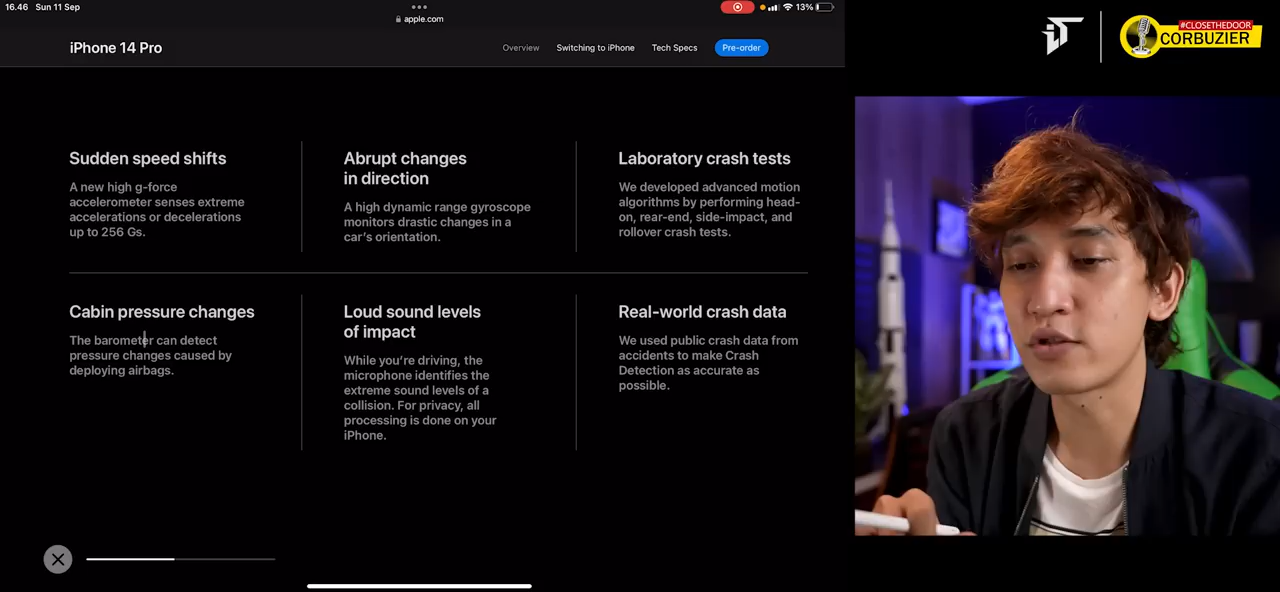 16.46 Sun 11 Sep
13%
apple.com
iPhone 14 Pro
Overview
Switching to iPhone
Tech Specs
Pre-order
#CLOSETHEDOOR
CORBUZIER
Sudden speed shifts
A new high g-force
accelerometer senses extreme
accelerations or decelerations
up to 256 Gs.
Abrupt changes
in direction
A high dynamic range gyroscope
monitors drastic changes in a
car's orientation.
Laboratory crash tests
We developed advanced motion
algorithms by performing head-
on, rear-end, side-impact, and
rollover crash tests.
Cabin pressure changes
The barometer can detect
pressure changes caused by
deploying airbags.
Loud sound levels
of impact
While you're driving, the
microphone identifies the
extreme sound levels of a
collision. For privacy, all
processing is done on your
iPhone.
Real-world crash data
We used public crash data from
accidents to make Crash
Detection as accurate as
possible.